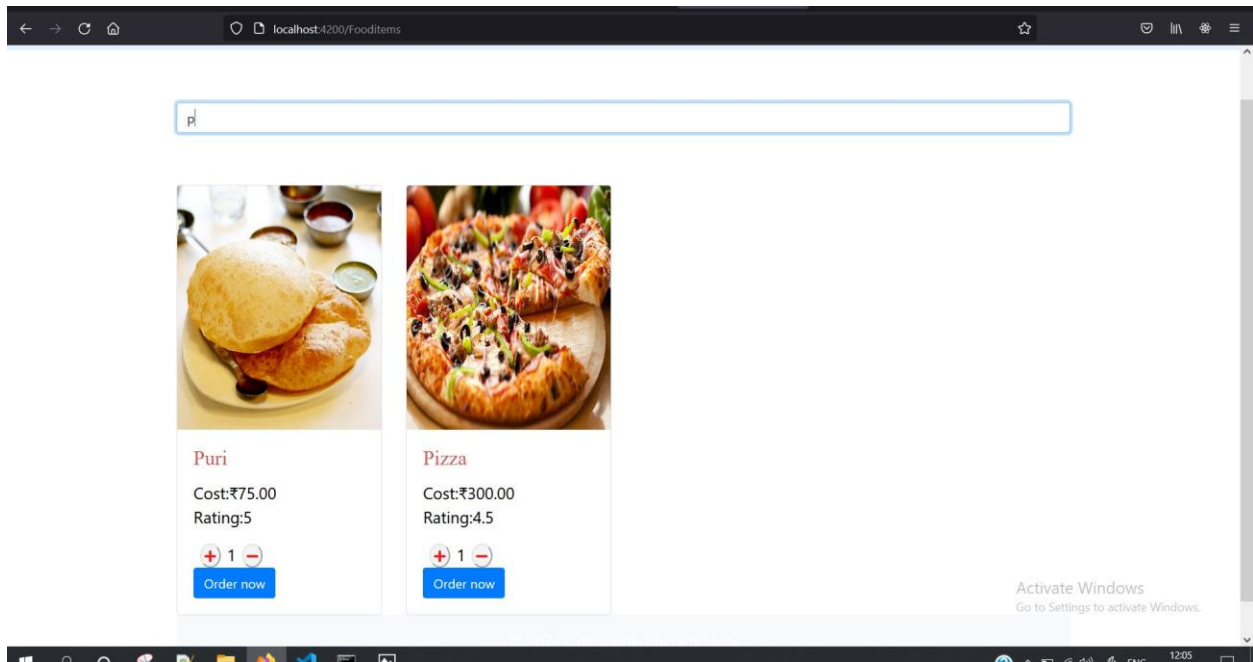 localhost:4200/Fooditems
p
Puri
Cost:₹75.00
Rating:5
1
Order now
Pizza
Cost:₹300.00
Rating:4.5
1
Order now
Activate Windows
Go to Settings to activate Windows.
ENG
12:05